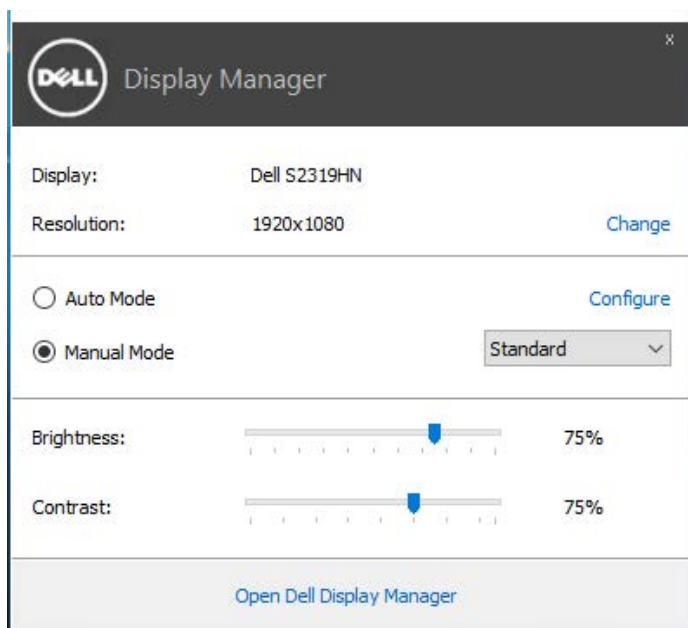 x
DELL Display Manager
Display: Dell S2319HN
Resolution: 1920x1080 Change
Auto Mode Configure
Manual Mode Standard
Brightness: 75%
Contrast: 75%
Open Dell Display Manager